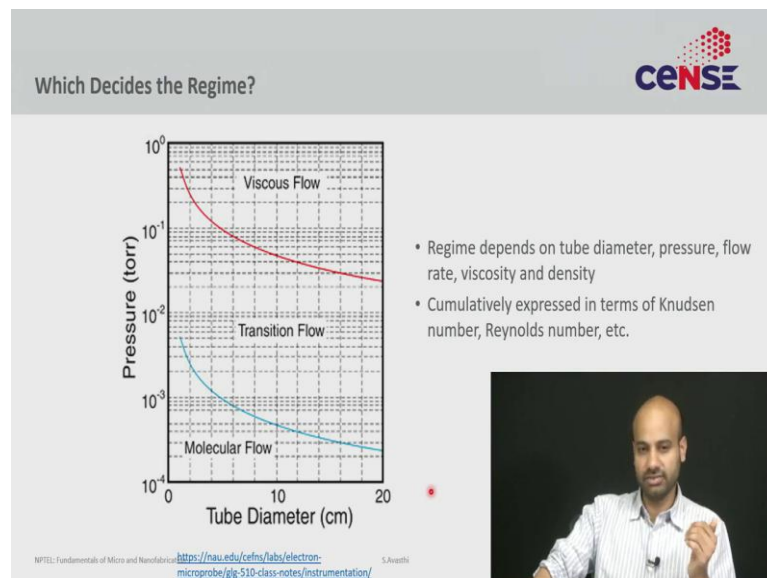 Which Decides the Regime?
CeNSE
10⁰
Viscous Flow
10⁻¹
Pressure (torr)
10⁻²
Transition Flow
10⁻³
Molecular Flow
10⁻⁴
0
10
20
Tube Diameter (cm)
• Regime depends on tube diameter, pressure, flow
rate, viscosity and density
• Cumulatively expressed in terms of Knudsen
number, Reynolds number, etc.
NPTEL: Fundamentals of Micro and
https://nau.edu/cefns/labs/electron-
microprobe/glg-510-class-notes/instrumentation/
S.Avasthi